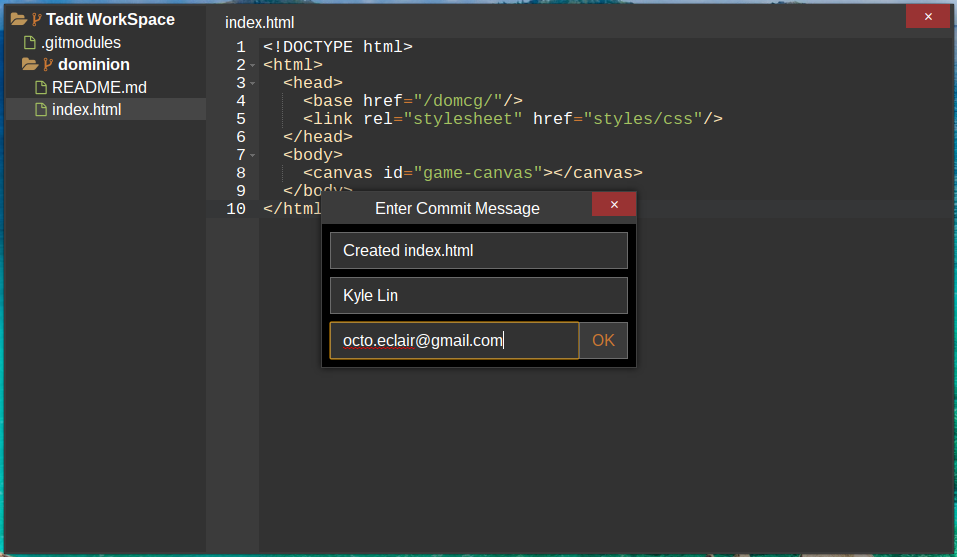 Tedit WorkSpace
.gitmodules
dominion
README.md
index.html
index.html
×
1 <!DOCTYPE html>
2 <html>
3 <head>
4 <base href="/domcg/"/>
5 <link rel="stylesheet" href="styles/css"/>
6 </head>
7 <body>
8 <canvas id="game-canvas"></canvas>
9 </body>
10 </html
Enter Commit Message
×
Created index.html
Kyle Lin
octo.eclair@gmail.com
OK